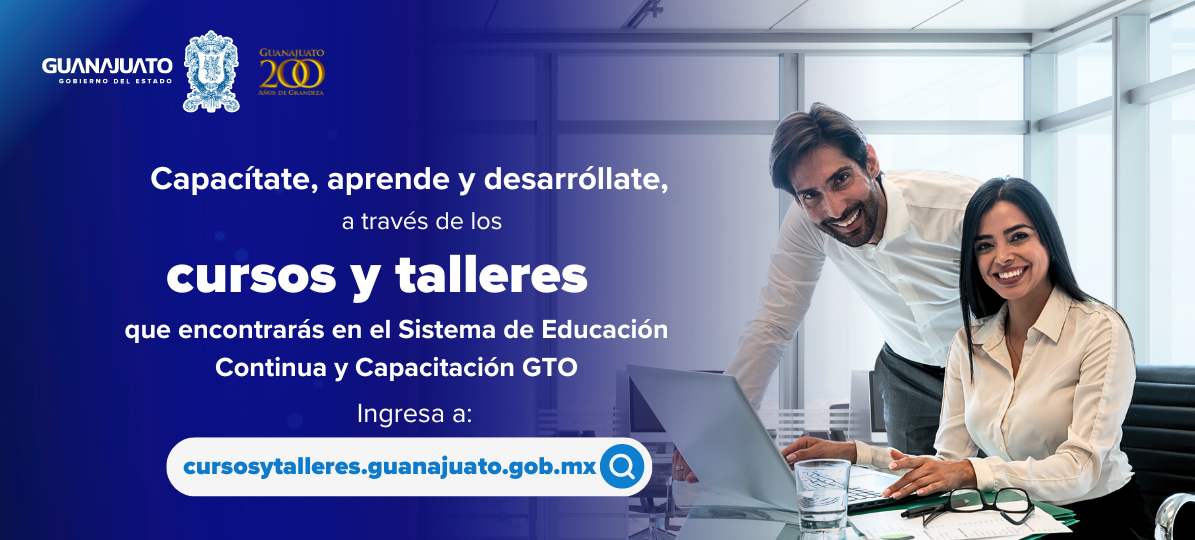 GUANAJUATO
GOBIERNO DEL ESTADO
GUANAJUATO
200
AÑOS DE GRANDEZA
Capacítate, aprende y desarróllate,
a través de los
cursos y talleres
que encontrarás en el Sistema de Educación
Continua y Capacitación GTO
Ingresa a:
cursosytalleres.guanajuato.gob.mx